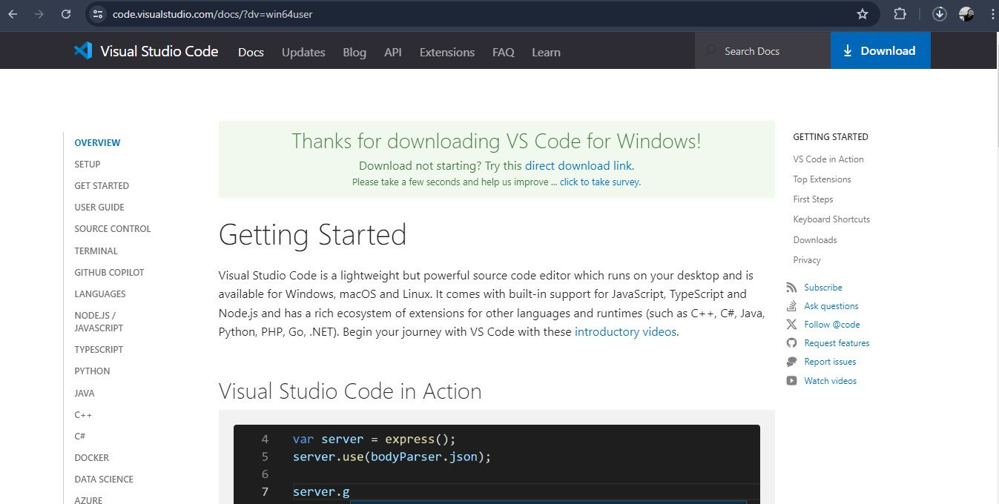 code.visualstudio.com/docs/?dv=win64user
Visual Studio Code
Docs
Updates
Blog
API
Extensions
FAQ
Learn
Search Docs
Download
OVERVIEW
SETUP
GET STARTED
USER GUIDE
SOURCE CONTROL
TERMINAL
GITHUB COPILOT
LANGUAGES
NODE.JS /
JAVASCRIPT
TYPESCRIPT
PYTHON
JAVA
C++
C#
DOCKER
DATA SCIENCE
AZURE
Thanks for downloading VS Code for Windows!
Download not starting? Try this direct download link.
Please take a few seconds and help us improve ... click to take survey.
Getting Started
Visual Studio Code is a lightweight but powerful source code editor which runs on your desktop and is
available for Windows, macOS and Linux. It comes with built-in support for JavaScript, TypeScript and
Node.js and has a rich ecosystem of extensions for other languages and runtimes (such as C++, C#, Java,
Python, PHP, Go, .NET). Begin your journey with VS Code with these introductory videos.
Visual Studio Code in Action
4 var server = express();
5 server.use(bodyParser.json);
6
7 server.g
GETTING STARTED
VS Code in Action
Top Extensions
First Steps
Keyboard Shortcuts
Downloads
Privacy
Subscribe
Ask questions
Follow @code
Request features
Report issues
Watch videos